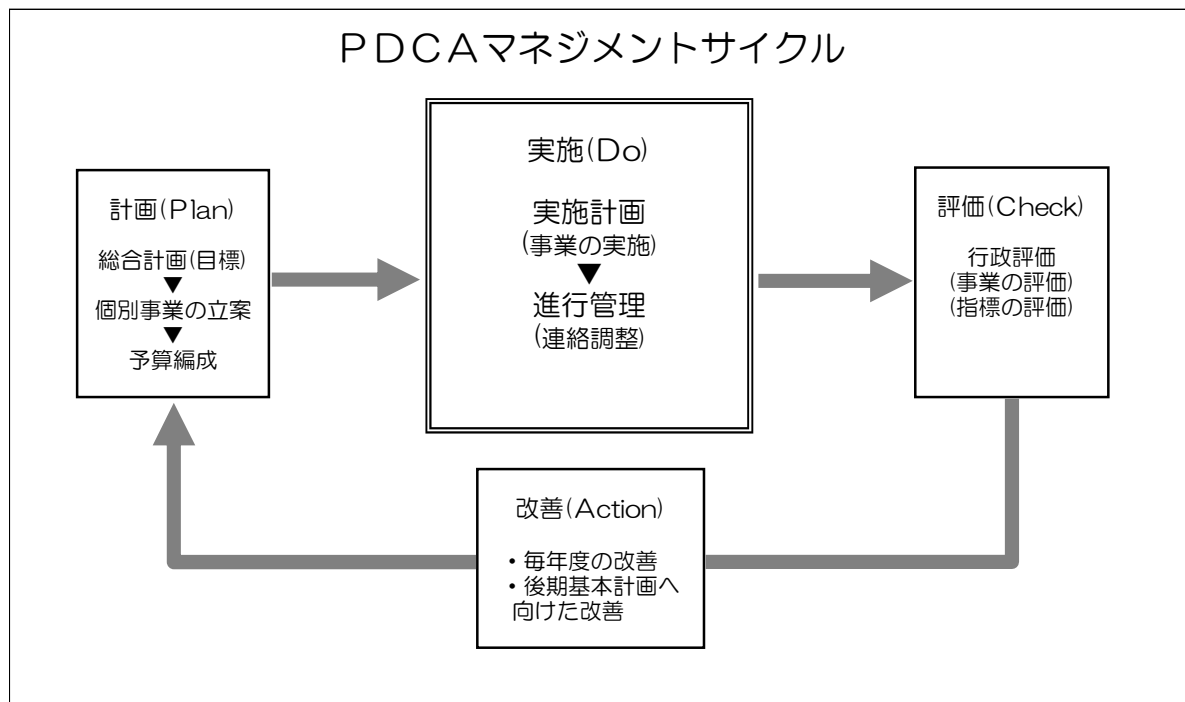 ＰＤＣＡマネジメントサイクル
計画(Plan)
総合計画(目標)
▼
個別事業の立案
▼
予算編成
実施(Do)
実施計画
(事業の実施)
▼
進行管理
(連絡調整)
評価(Check)
行政評価
(事業の評価)
(指標の評価)
改善(Action)
・毎年度の改善
・後期基本計画へ
向けた改善